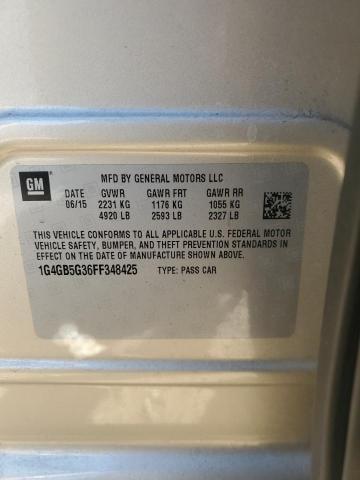 GM
MFD BY GENERAL MOTORS LLC
DATE GVWR GAWR FRT GAWR RR
06/15 2231 KG 1176 KG 1055 KG
4920 LB 2593 LB 2327 LB
THIS VEHICLE CONFORMS TO ALL APPLICABLE U.S. FEDERAL MOTOR
VEHICLE SAFETY, BUMPER, AND THEFT PREVENTION STANDARDS IN
EFFECT ON THE DATE OF MANUFACTURE SHOWN ABOVE.
1G4GB5G36FF348425 TYPE: PASS CAR